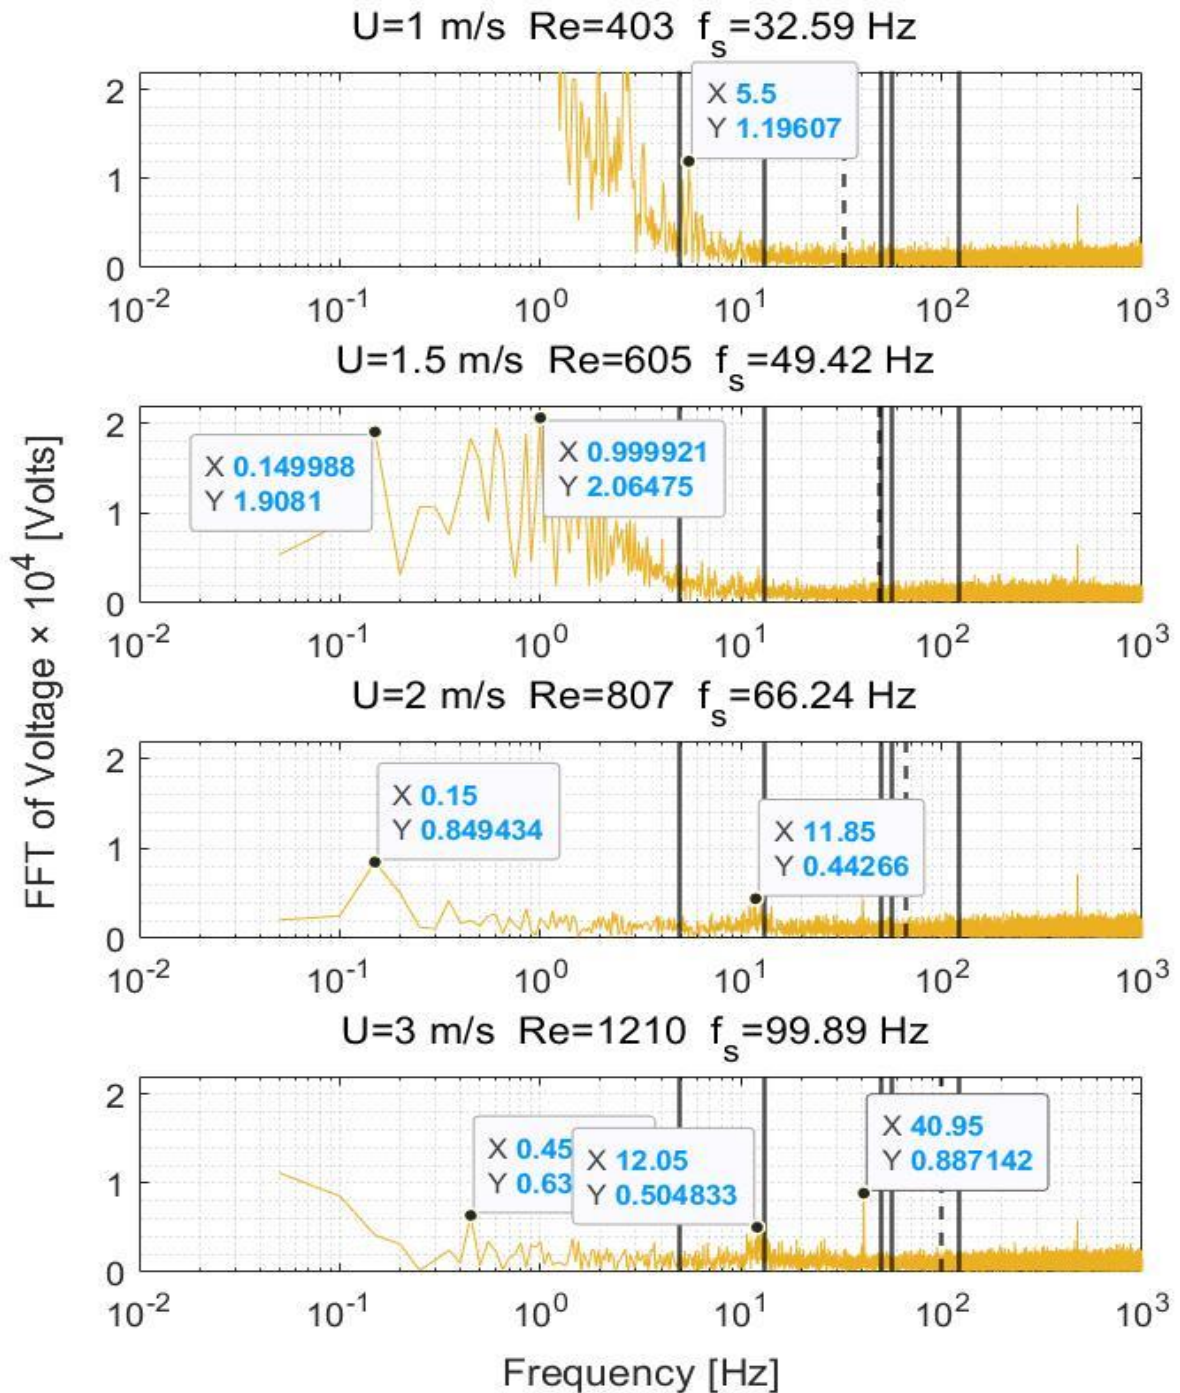 U=1 m/s Re=403 f_s=32.59 Hz
X 5.5
Y 1.19607
2
1
0
10^-2 10^-1 10^0 10^1 10^2 10^3
U=1.5 m/s Re=605 f_s=49.42 Hz
X 0.149988
Y 1.9081
X 0.999921
Y 2.06475
2
1
0
10^-2 10^-1 10^0 10^1 10^2 10^3
FFT of Voltage × 10^4 [Volts]
U=2 m/s Re=807 f_s=66.24 Hz
X 0.15
Y 0.849434
X 11.85
Y 0.44266
2
1
0
10^-2 10^-1 10^0 10^1 10^2 10^3
U=3 m/s Re=1210 f_s=99.89 Hz
X 0.45
Y 0.63
X 12.05
Y 0.504833
X 40.95
Y 0.887142
2
1
0
10^-2 10^-1 10^0 10^1 10^2 10^3
Frequency [Hz]